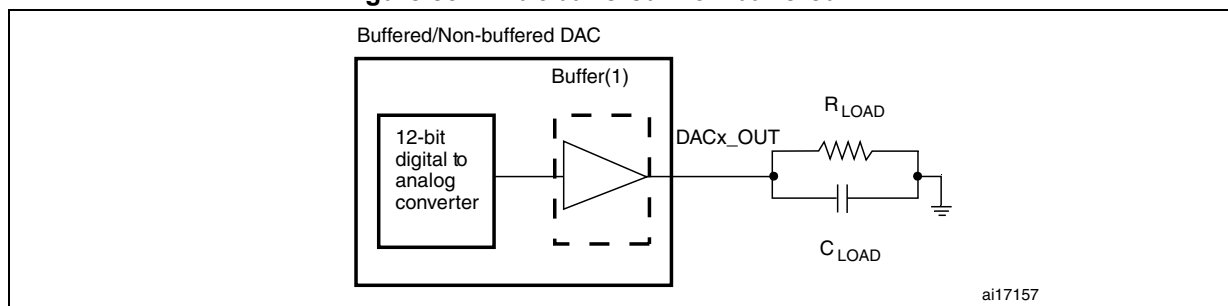 Buffered/Non-buffered DAC
Buffer(1)
12-bit
digital to
analog
converter
DACx_OUT
R LOAD
C LOAD
ai17157